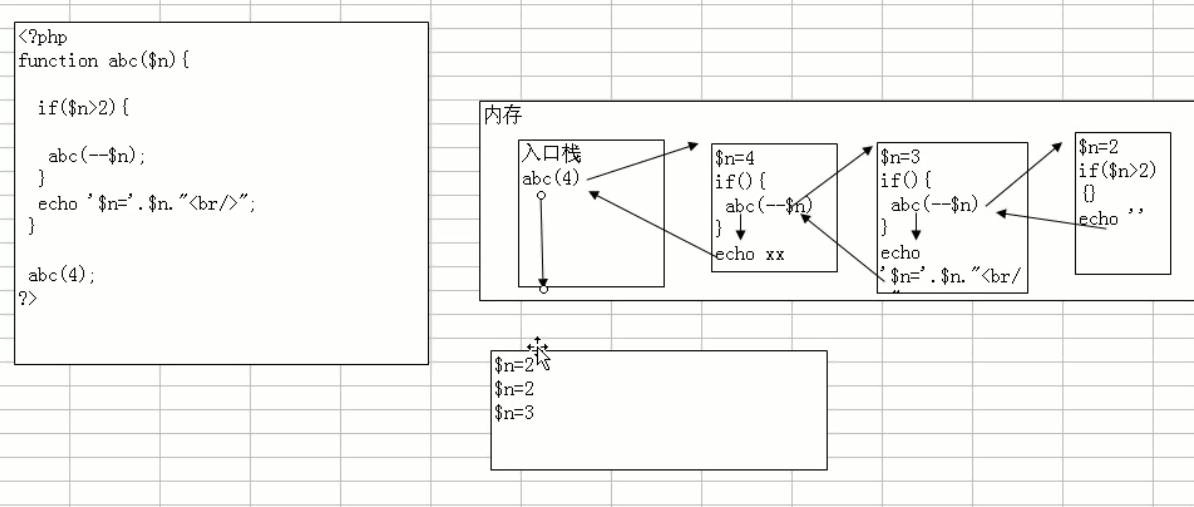 <?php
function abc($n){
if($n>2){
abc(--$n);
}
echo '$n='.$n."<br/>";
}
abc(4);
?>
内存
入口栈
abc(4)
$n=4
if(){
abc(--$n)
}
echo xx
$n=3
if(){
abc(--$n)
}
echo
'$n='.$n."<br/
$n=2
if($n>2)
{}
echo ''
$n=2
$n=2
$n=3